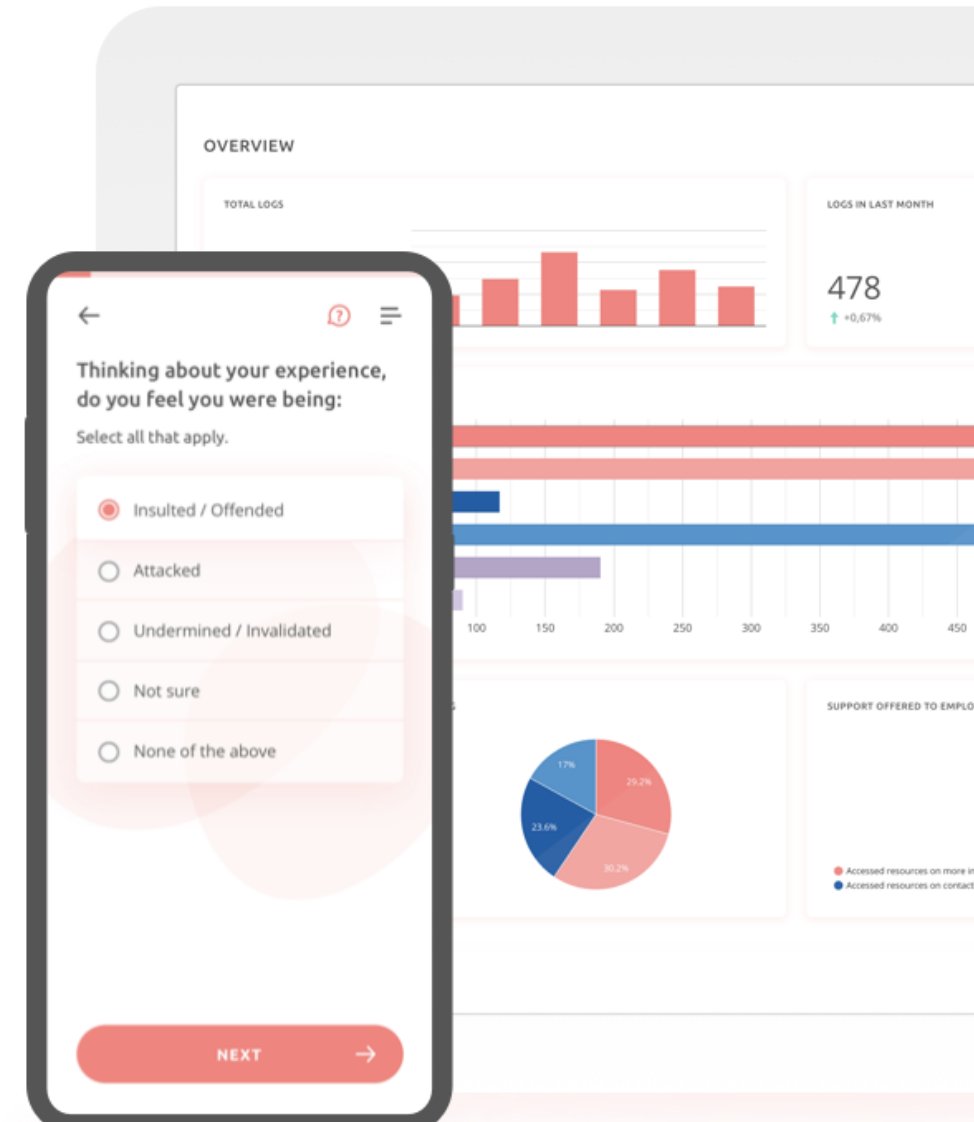 OVERVIEW
TOTAL LOGS
LOGS IN LAST MONTH
478
+0,67%
Thinking about your experience,
do you feel you were being:
Select all that apply.
Insulted / Offended
Attacked
Undermined / Invalidated
Not sure
None of the above
NEXT
100 150 200 250 300 350 400 450
17%
29.2%
23.6%
30.2%
SUPPORT OFFERED TO EMPLO
Accessed resources on more in
Accessed resources on contact